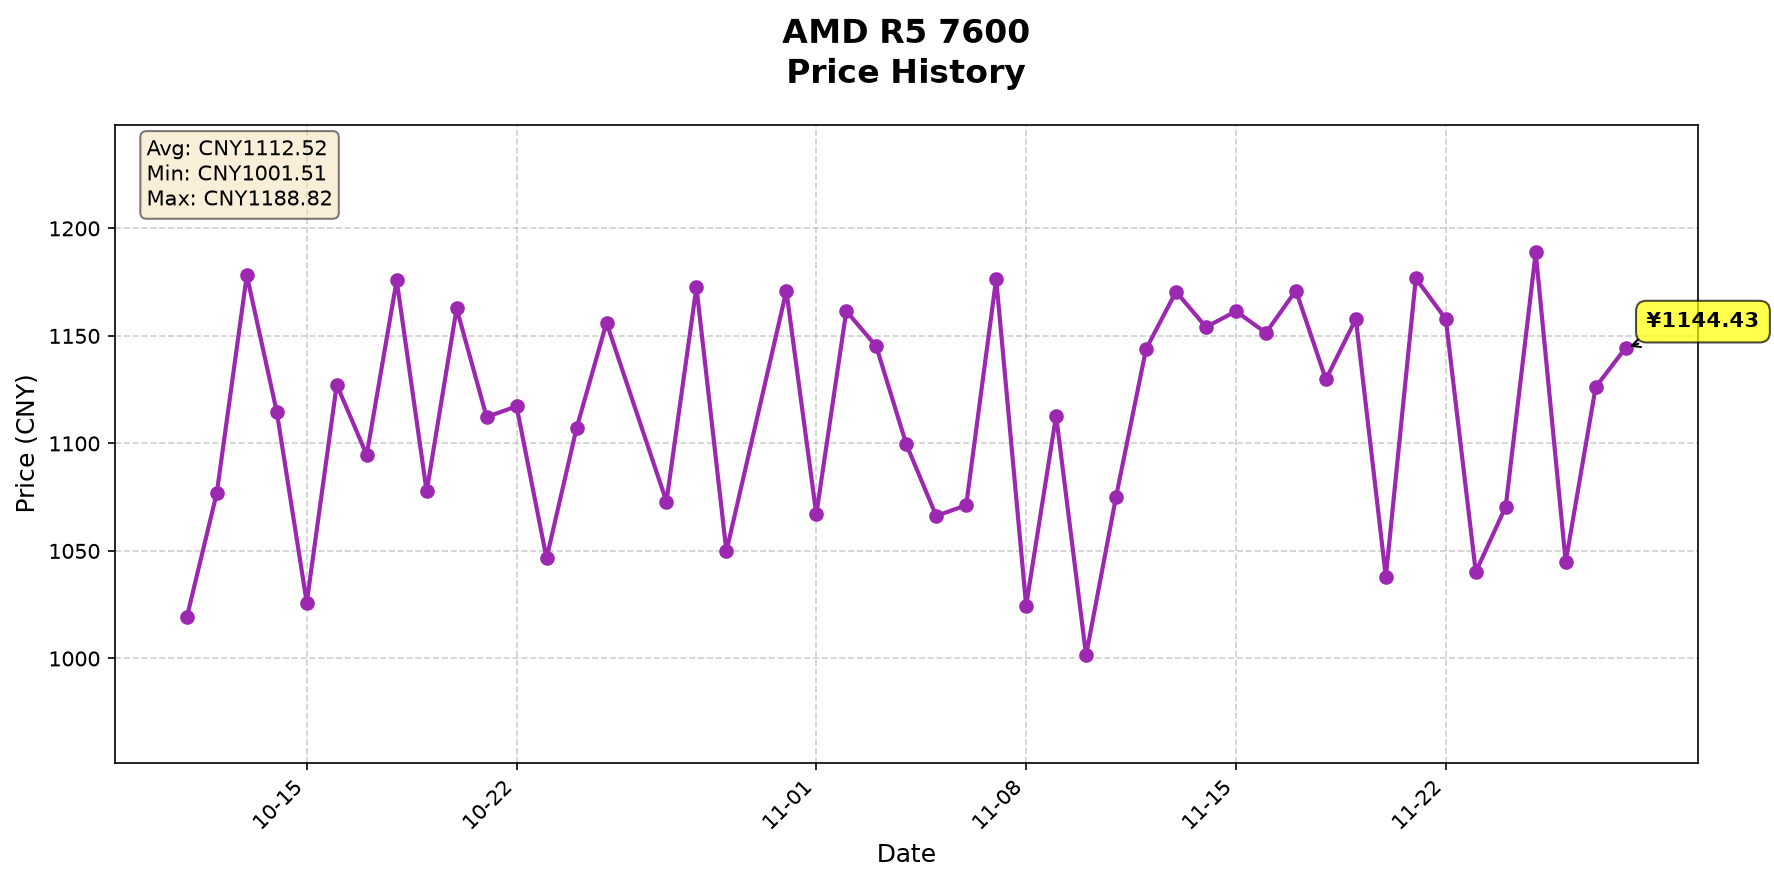 AMD R5 7600
Price History
Avg: CNY1112.52
Min: CNY1001.51
Max: CNY1188.82
¥1144.43
Price (CNY)
1200
1150
1100
1050
1000
10-15
10-22
11-01
11-08
11-15
11-22
Date